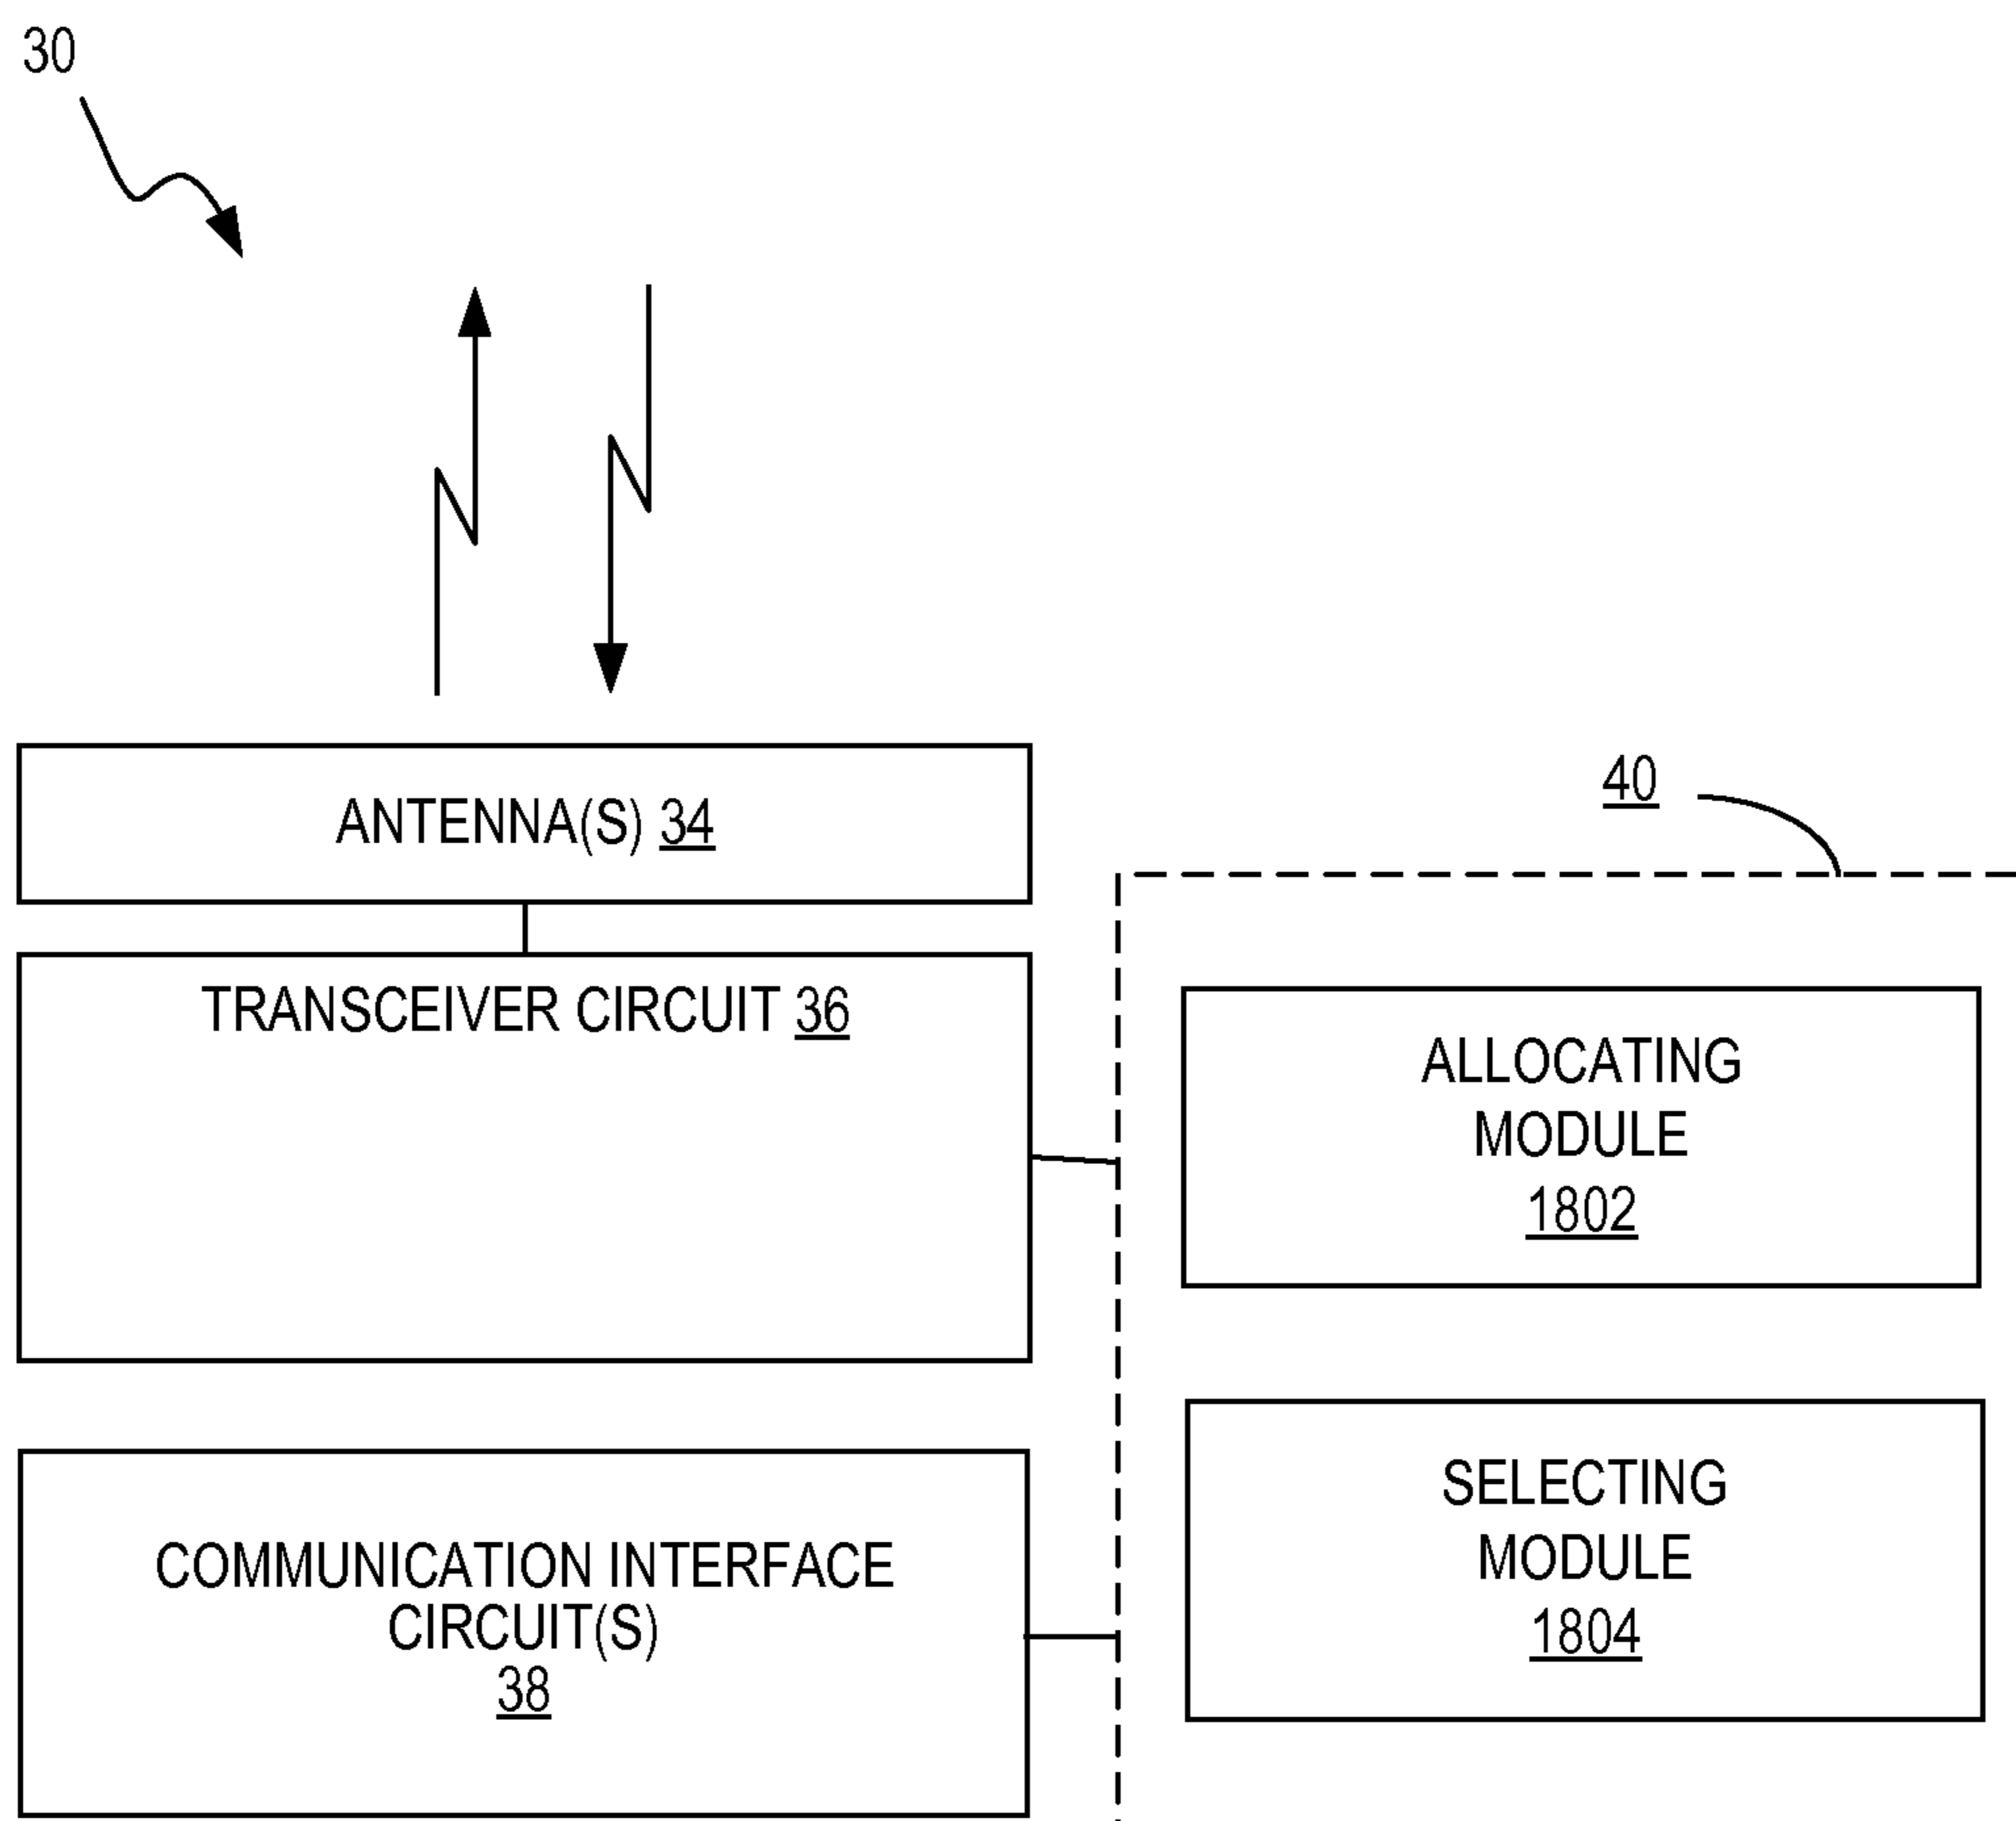 30
ANTENNA(S) 34
40
TRANSCEIVER CIRCUIT 36
ALLOCATING
MODULE
1802
SELECTING
MODULE
1804
COMMUNICATION INTERFACE
CIRCUIT(S)
38